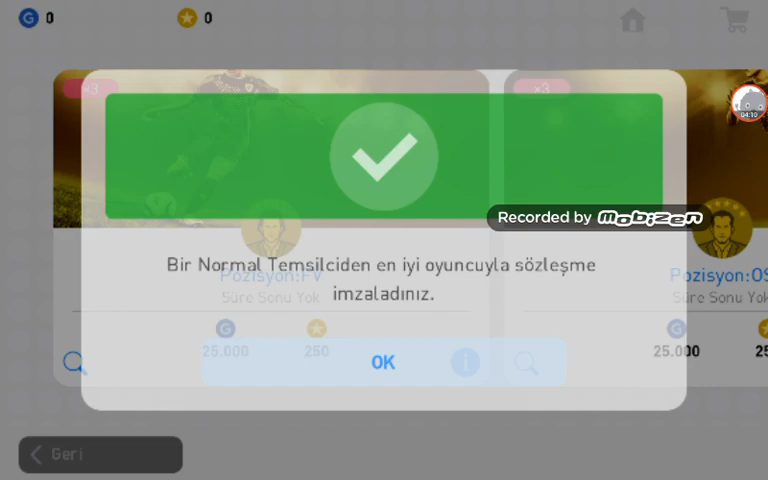 0
0
×3
×3
04:10
Recorded by Mobizen
Bir Normal Temsilciden en iyi oyuncuyla sözleşme
imzaladınız.
Pozisyon:FV
Süre Sonu Yok
Pozisyon:OS
Süre Sonu Yok
25.000
250
25.000
25
OK
Geri